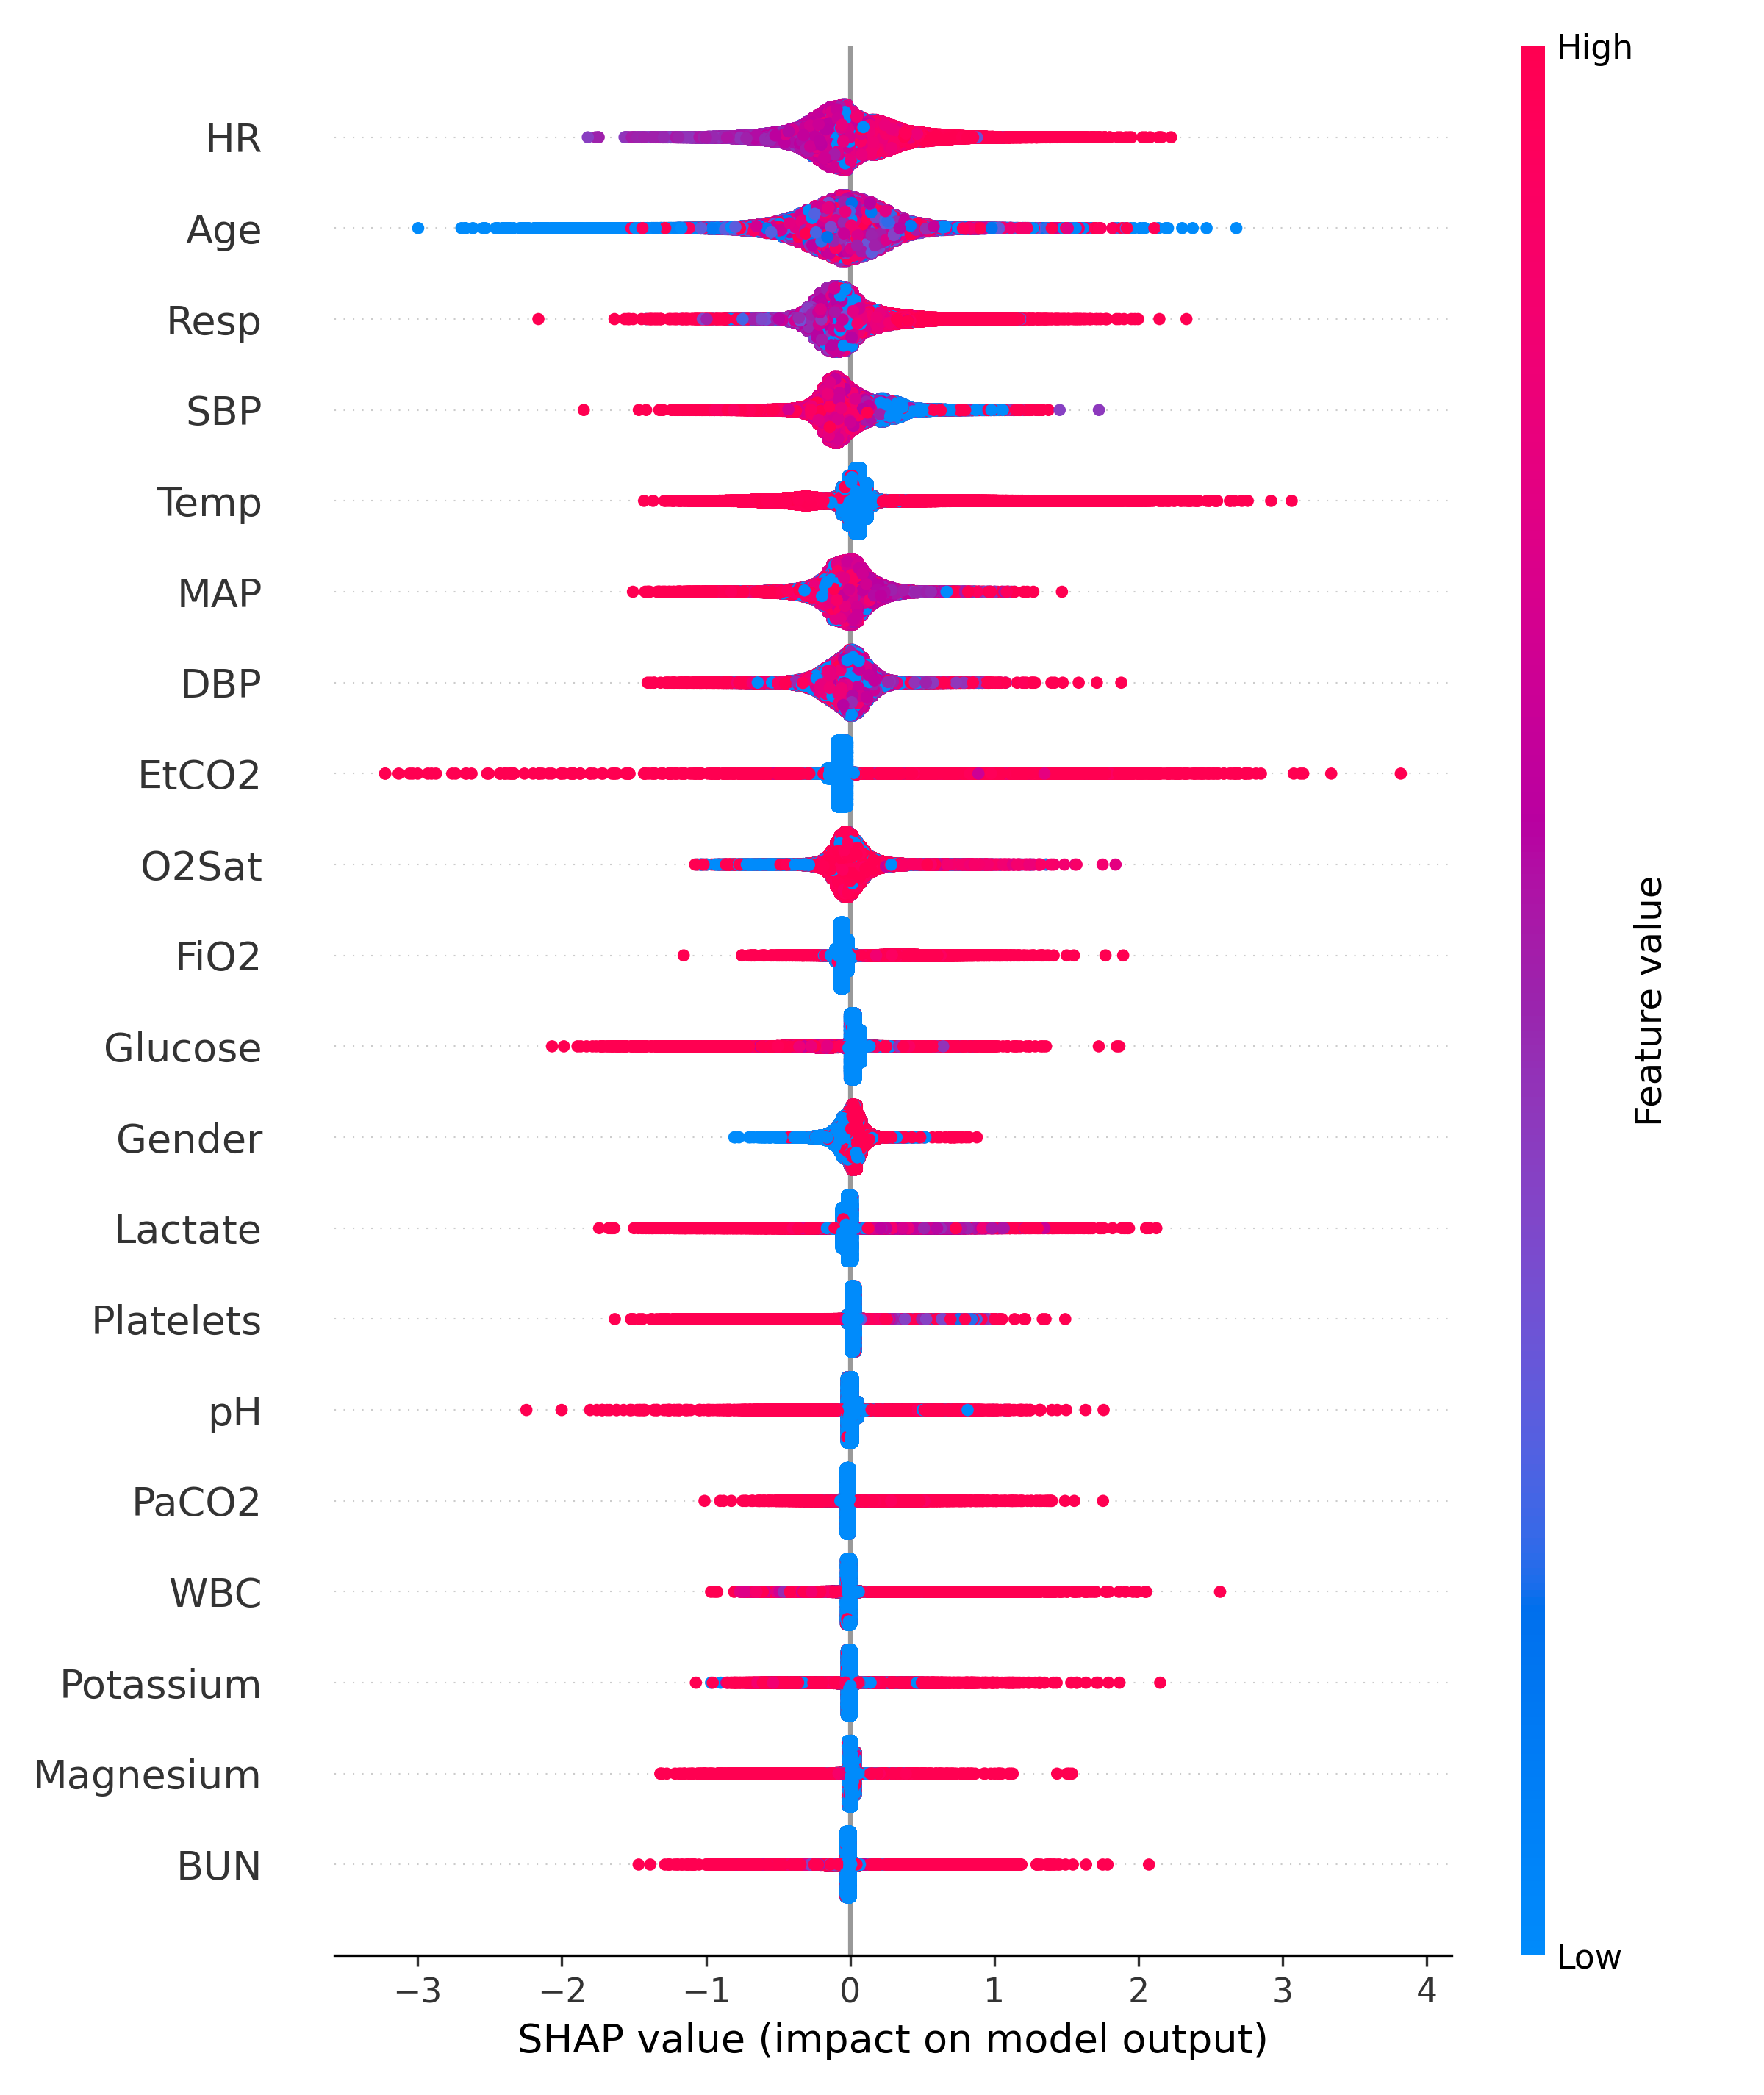 High
HR
Age
Resp
SBP
Temp
MAP
DBP
EtCO2
O2Sat
FiO2
Glucose
Gender
Lactate
Platelets
pH
PaCO2
WBC
Potassium
Magnesium
BUN
Feature value
Low
−3 −2 −1 0 1 2 3 4
SHAP value (impact on model output)